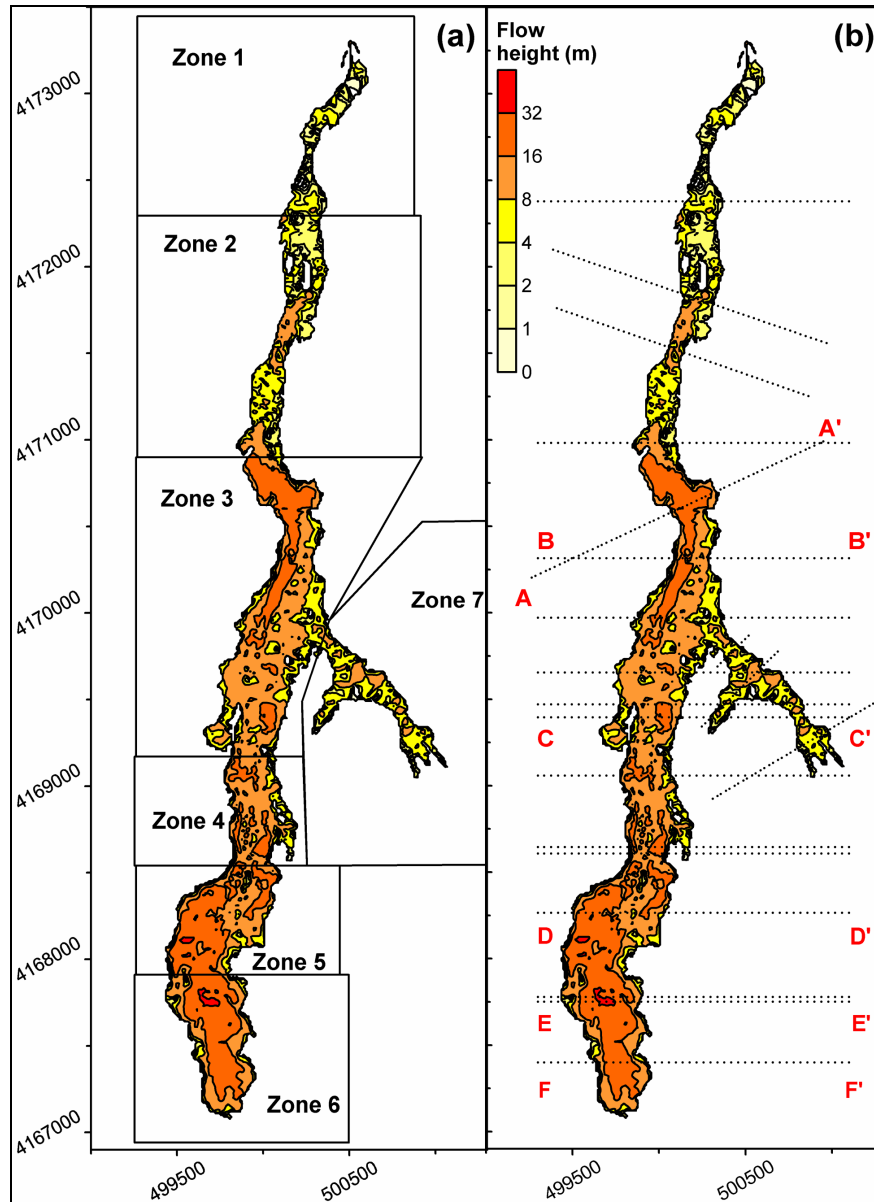 (a)
Zone 1
Zone 2
Zone 3
Zone 7
Zone 4
Zone 5
Zone 6
4173000
4172000
4171000
4170000
4169000
4168000
4167000
499500
500500
(b)
Flow
height (m)
32
16
8
4
2
1
0
A'
B
B'
A
C
C'
D
D'
E
E'
F
F'
499500
500500